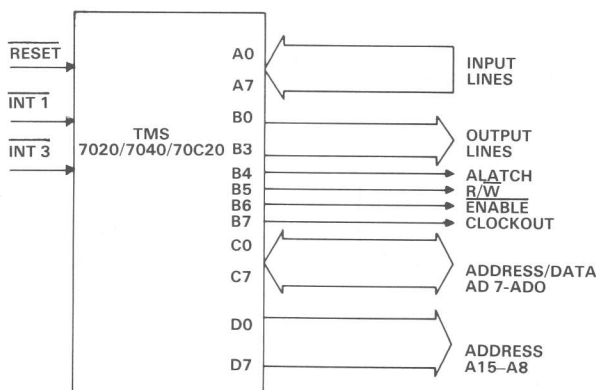 RESET
INT 1
INT 3
TMS
7020/7040/70C20
A0
A7
B0
B3
B4
B5
B6
B7
C0
C7
D0
D7
INPUT
LINES
OUTPUT
LINES
ALATCH
R/W
ENABLE
CLOCKOUT
ADDRESS/DATA
AD 7-ADO
ADDRESS
A15–A8